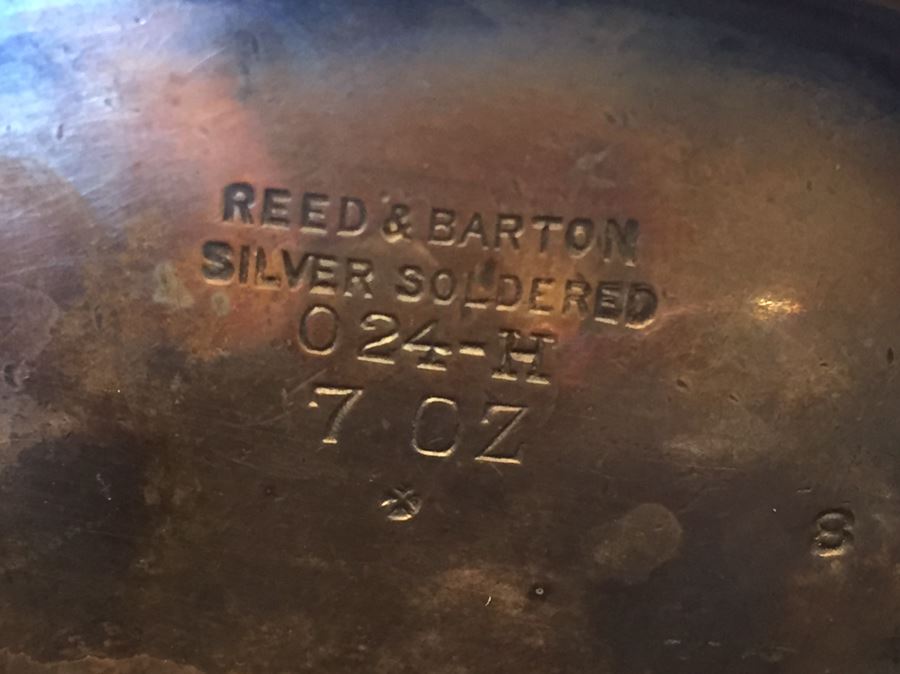 REED & BARTON
SILVER SOLDERED
024-H
7 OZ
8